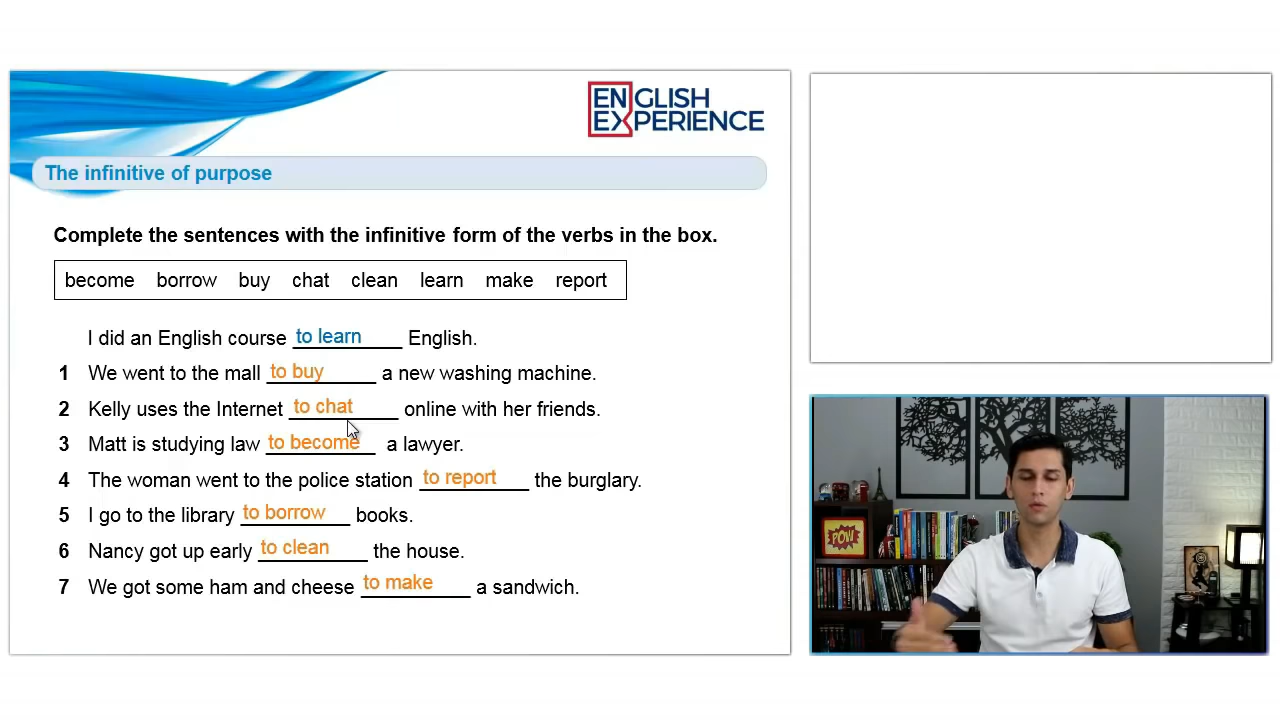 ENGLISH
EXPERIENCE
The infinitive of purpose
Complete the sentences with the infinitive form of the verbs in the box.
become borrow buy chat clean learn make report
I did an English course to learn English.
1 We went to the mall to buy a new washing machine.
2 Kelly uses the Internet to chat online with her friends.
3 Matt is studying law to become a lawyer.
4 The woman went to the police station to report the burglary.
5 I go to the library to borrow books.
6 Nancy got up early to clean the house.
7 We got some ham and cheese to make a sandwich.
POW